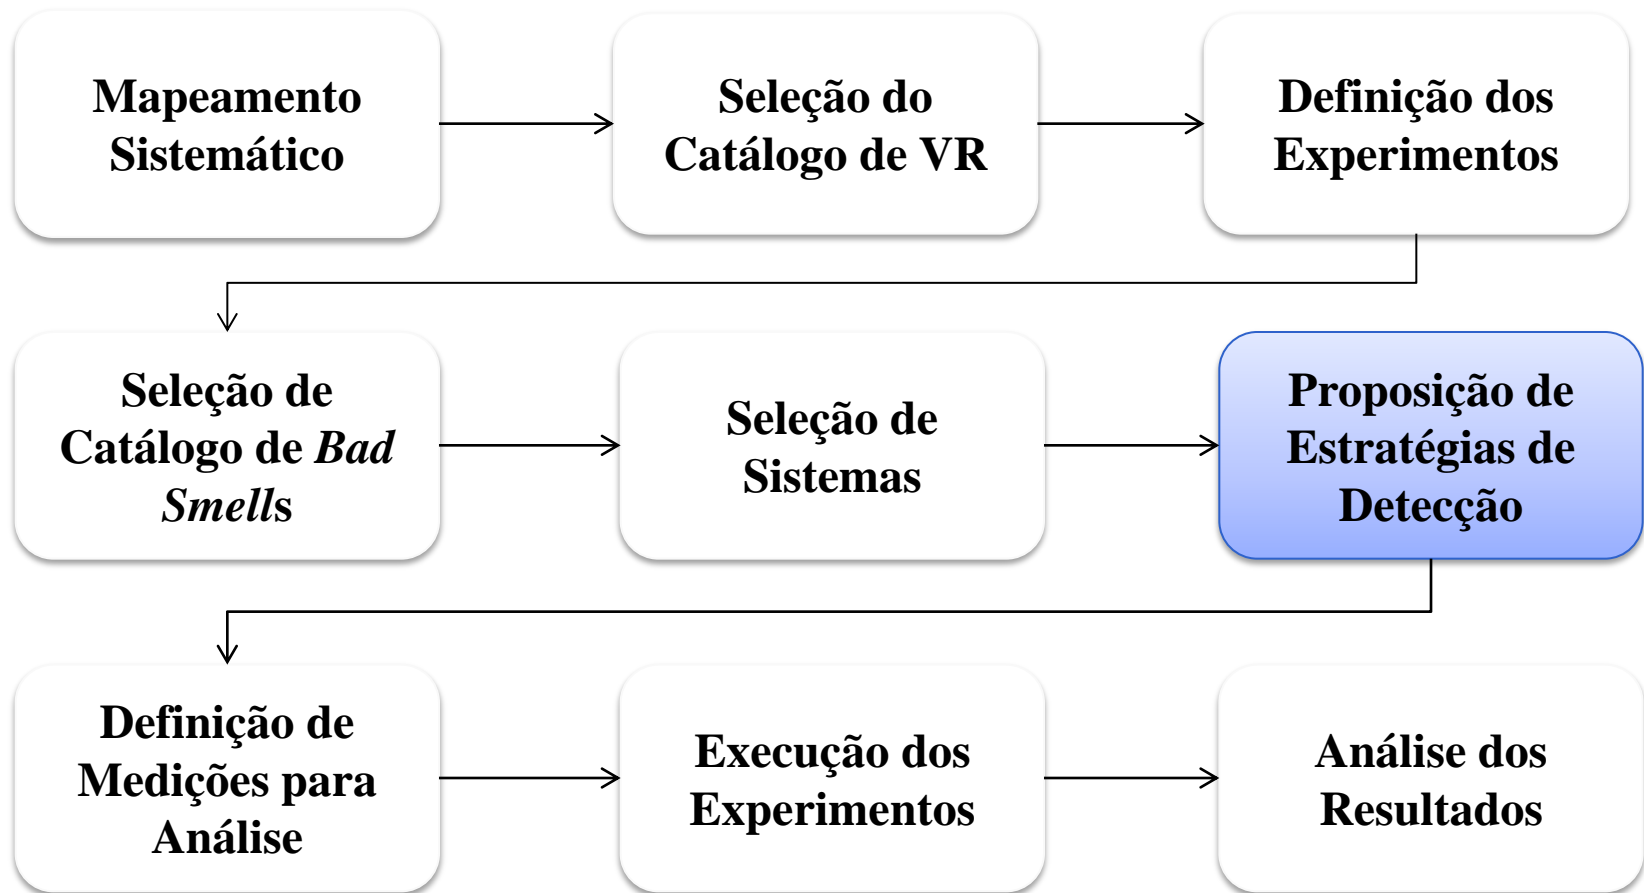 Mapeamento
Sistemático
Seleção do
Catálogo de VR
Definição dos
Experimentos
Seleção de
Catálogo de Bad
Smells
Seleção de
Sistemas
Proposição de
Estratégias de
Detecção
Definição de
Medições para
Análise
Execução dos
Experimentos
Análise dos
Resultados